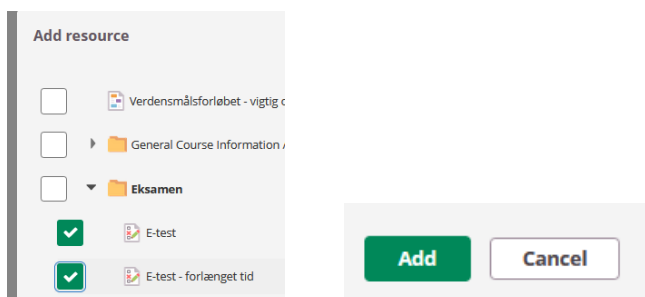 Add resource
Verdensmålsforløbet - vigtig
General Course Information
Eksamen
E-test
E-test - forlænget tid
Add
Cancel